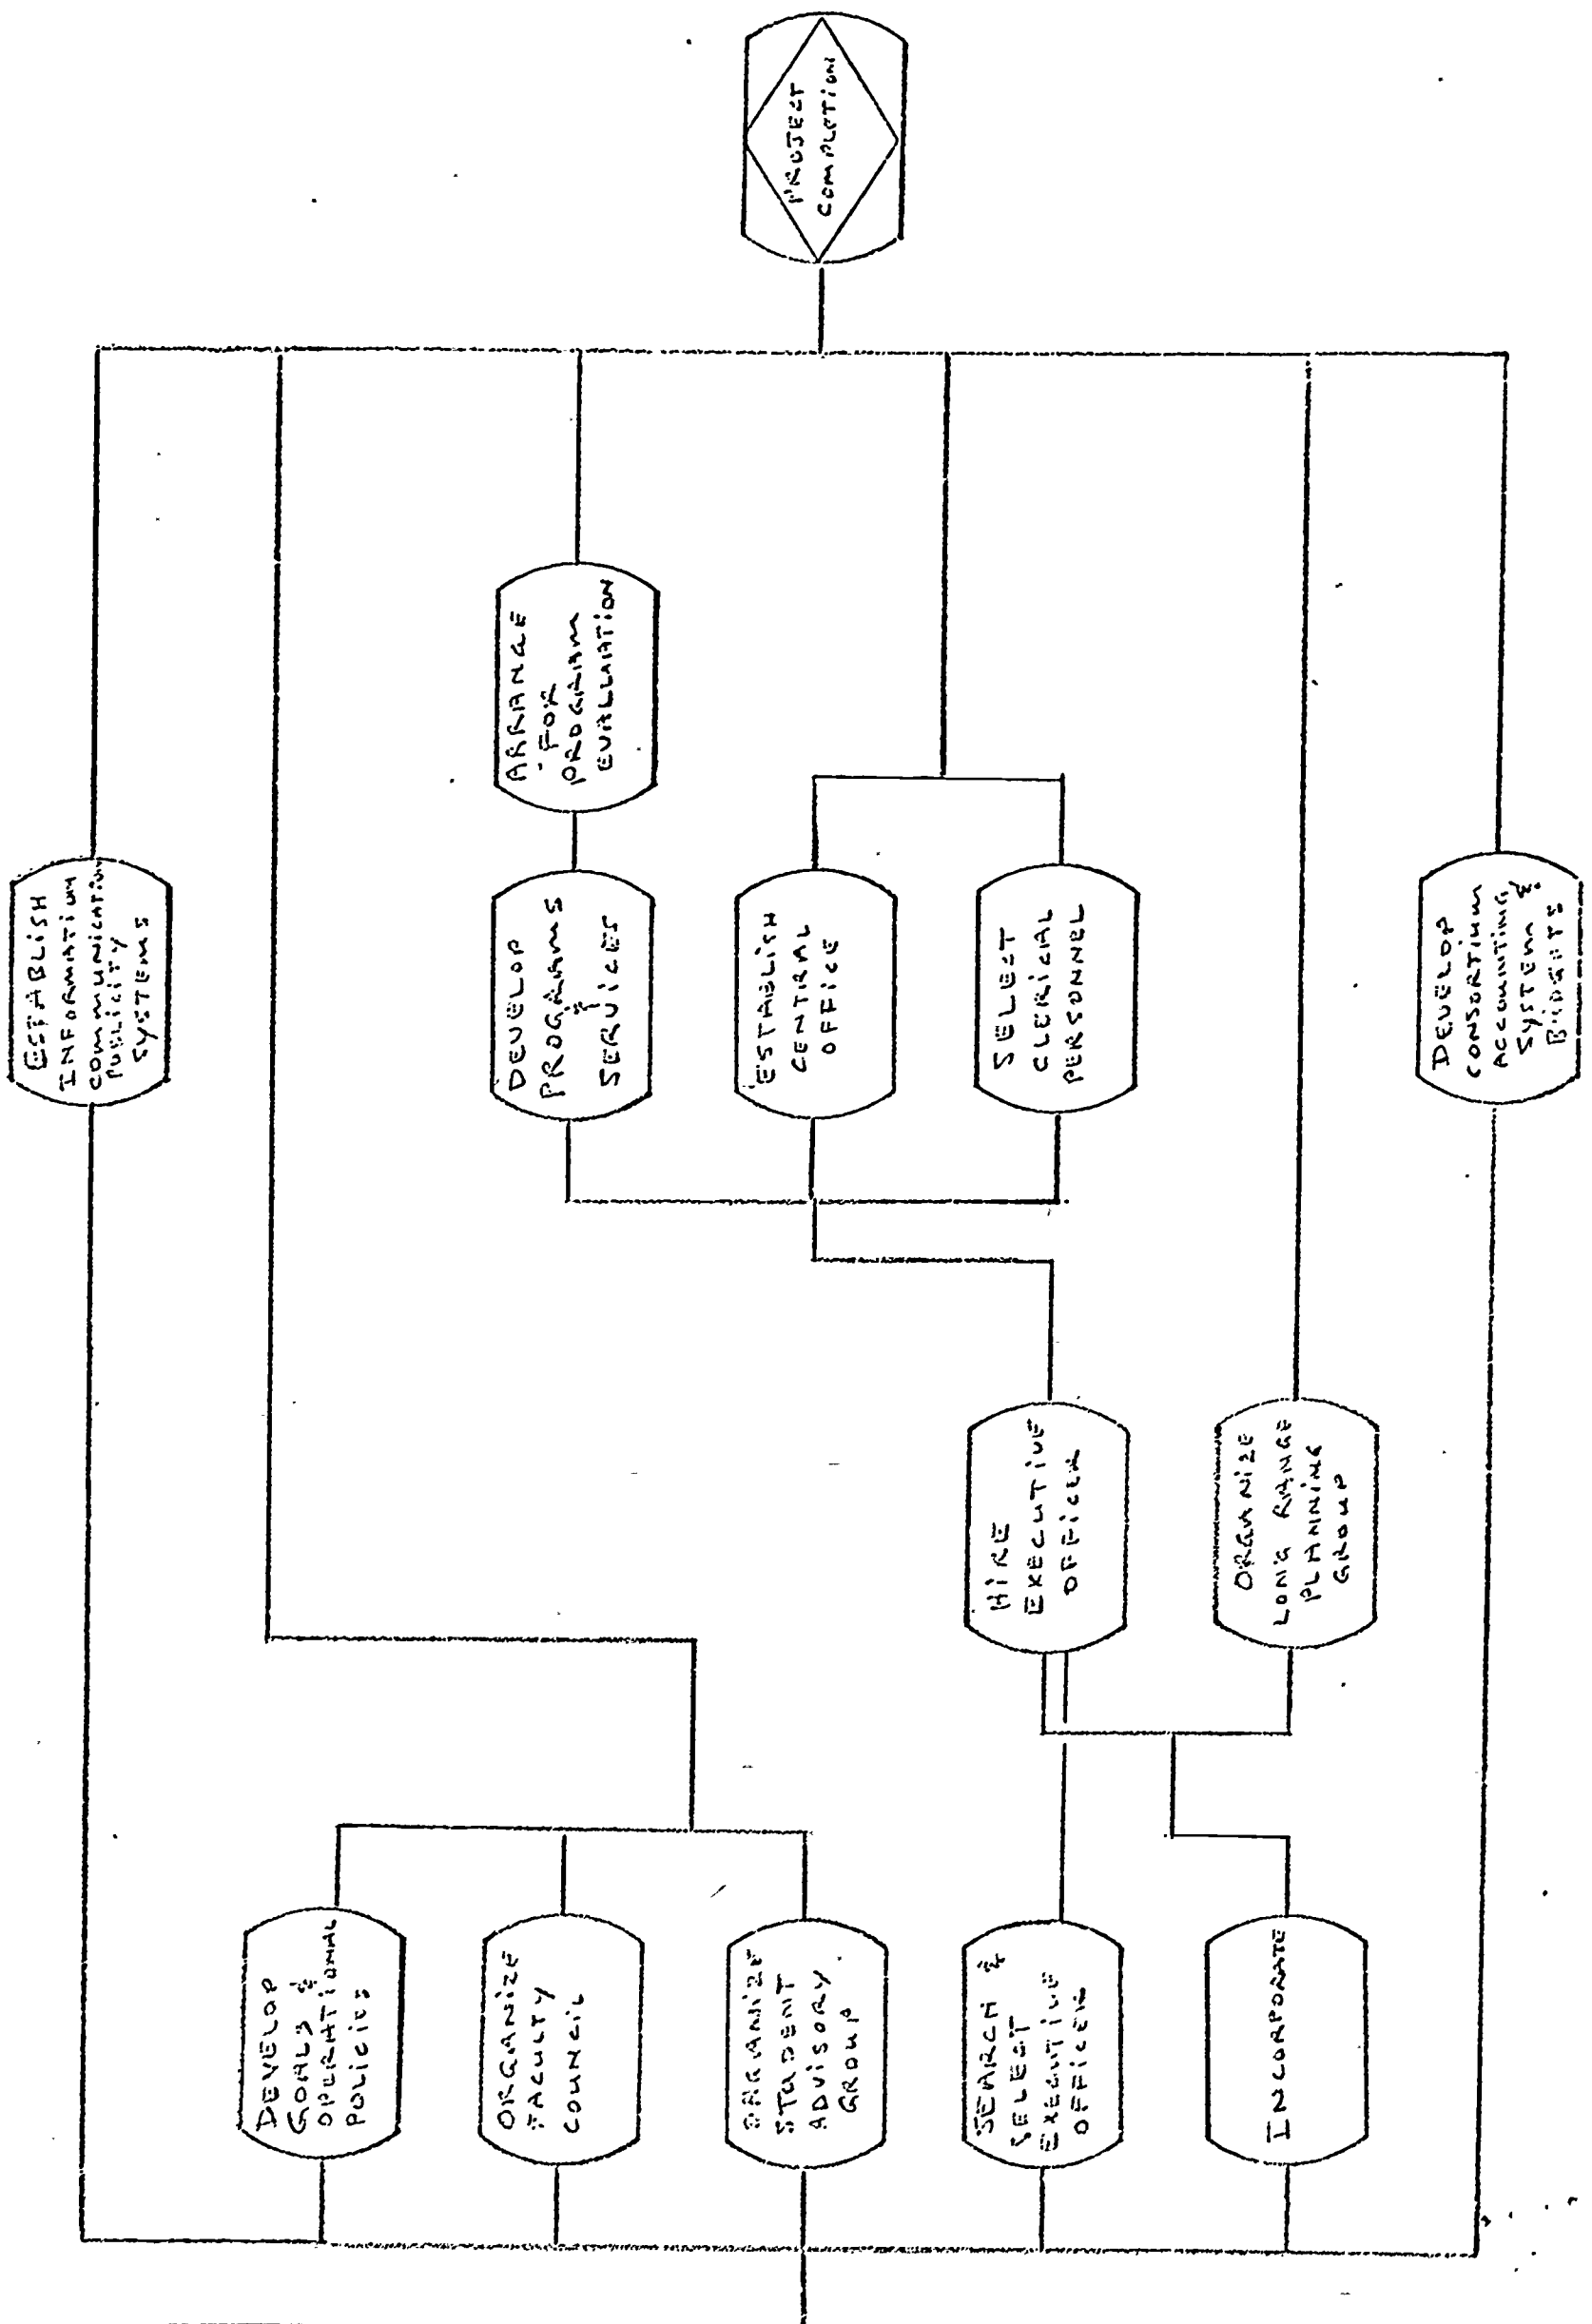 ESTABLISH
INFORMATION
COMMUNICATION
PUBLICITY
SYSTEMS
DEVELOP
GOALS &
OPERATIONAL
POLICIES
ORGANIZE
FACULTY
COUNCIL
ORGANIZE
STUDENT
ADVISORY
GROUP
SEARCH &
SELECT
EXECUTIVE
OFFICER
INCORPORATE
HIRE
EXECUTIVE
OFFICER
ORGANIZE
LONG RANGE
PLANNING
GROUP
DEVELOP
PROGRAMS
&
SERVICES
ESTABLISH
CENTRAL
OFFICE
SELECT
CLERICIAL
PERSONNEL
DEVELOP
CONSORTIUM
ACCOUNTING
SYSTEM &
BUDGETS
ARRANGE
FOR
PROGRAM
EVALUATION
PROJECT
COMPLETION